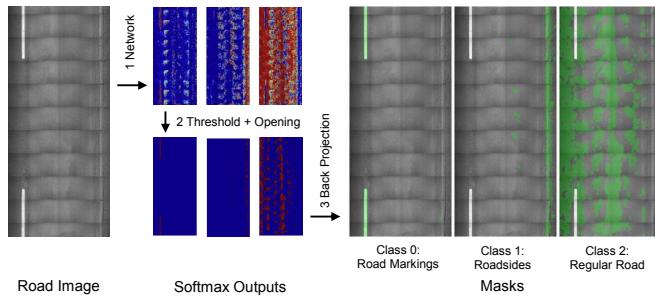 1 Network
2 Threshold + Opening
3 Back Projection
Class 0:
Road Markings
Class 1:
Roadsides
Class 2:
Regular Road
Road Image
Softmax Outputs
Masks